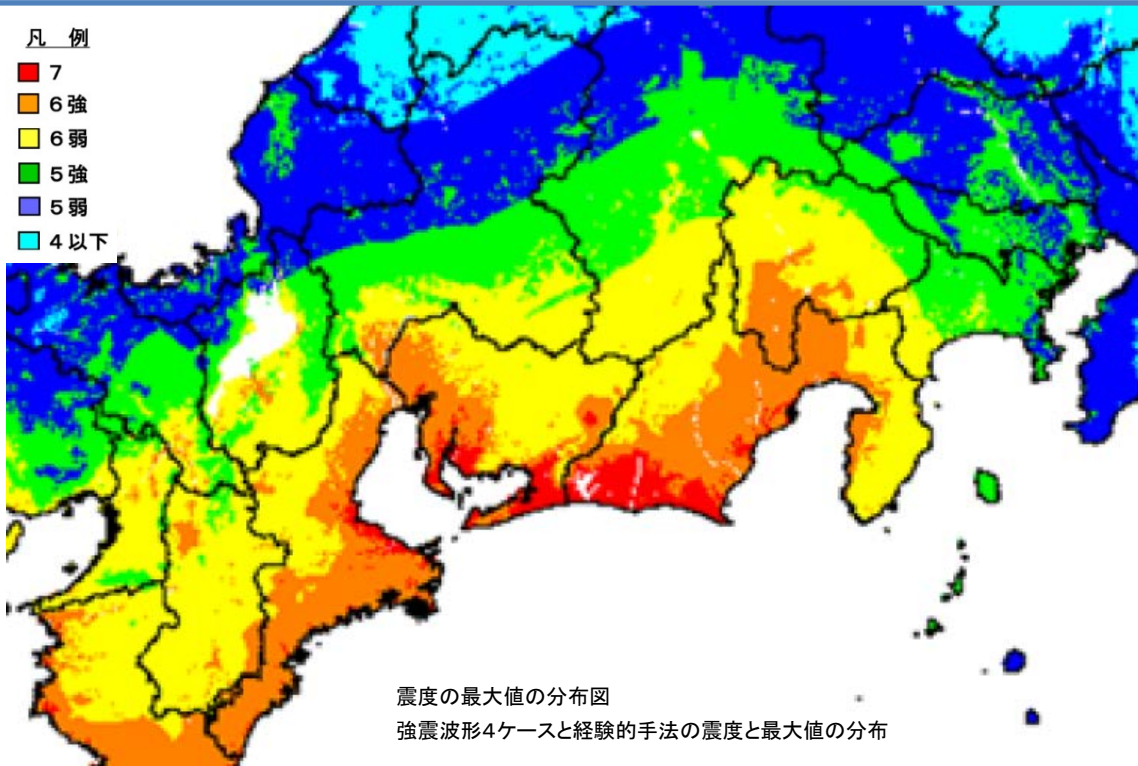 凡 例
7
6強
6弱
5強
5弱
4以下
震度の最大値の分布図
強震波形4ケースと経験的手法の震度と最大値の分布